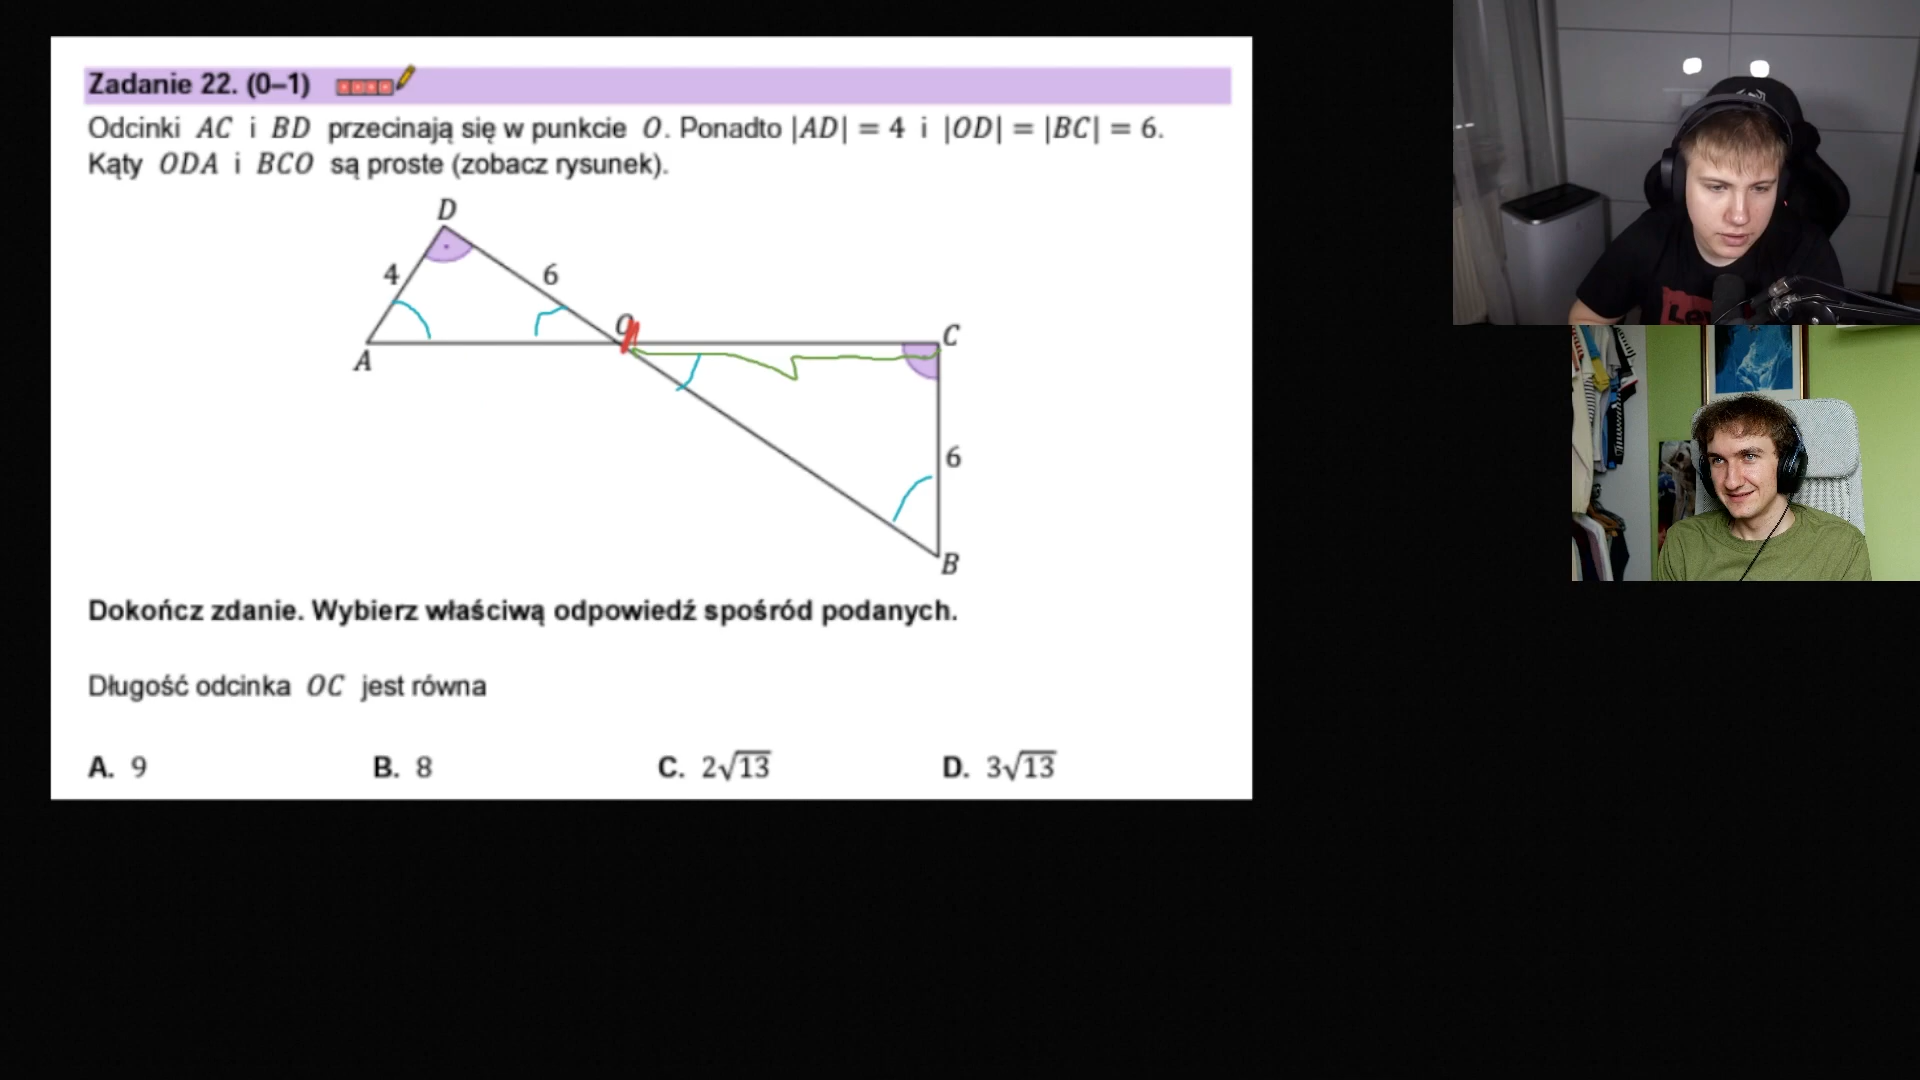 Zadanie 22. (0–1)
Odcinki AC i BD przecinają się w punkcie O. Ponadto |AD| = 4 i |OD| = |BC| = 6.
Kąty ODA i BCO są proste (zobacz rysunek).
D
4
6
O
C
A
6
B
Dokończ zdanie. Wybierz właściwą odpowiedź spośród podanych.
Długość odcinka OC jest równa
A. 9 B. 8 C. 2√13 D. 3√13